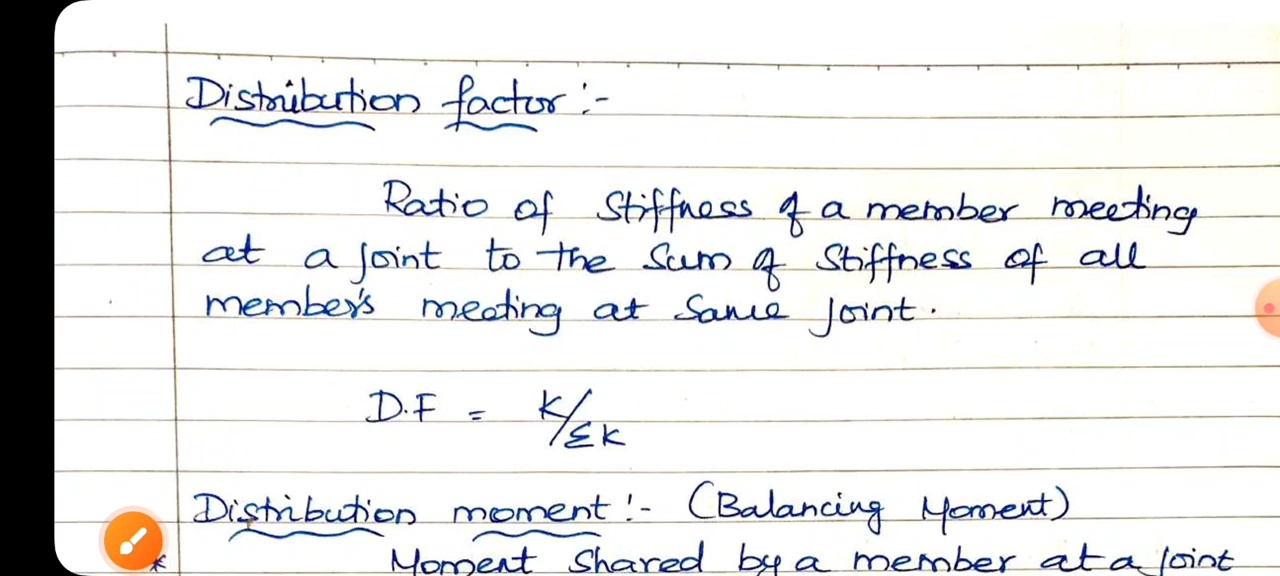 Distribution factor :-
Ratio of Stiffness of a member meeting
at a Joint to the Sum of Stiffness of all
member's meeting at Same Joint.
D.F = K/ΣK
Distribution moment :- (Balancing Moment)
* Moment Shared by a member at a Joint